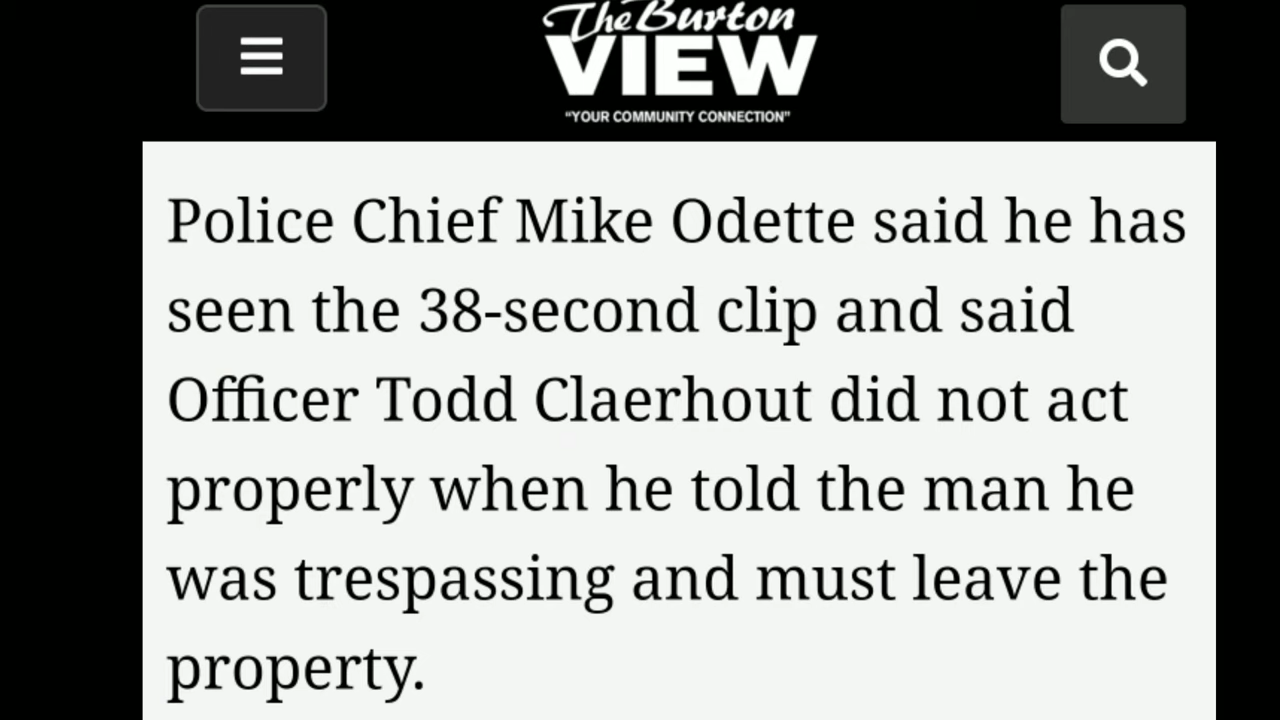 The Burton
VIEW
“YOUR COMMUNITY CONNECTION”
Police Chief Mike Odette said he has
seen the 38-second clip and said
Officer Todd Claerhout did not act
properly when he told the man he
was trespassing and must leave the
property.